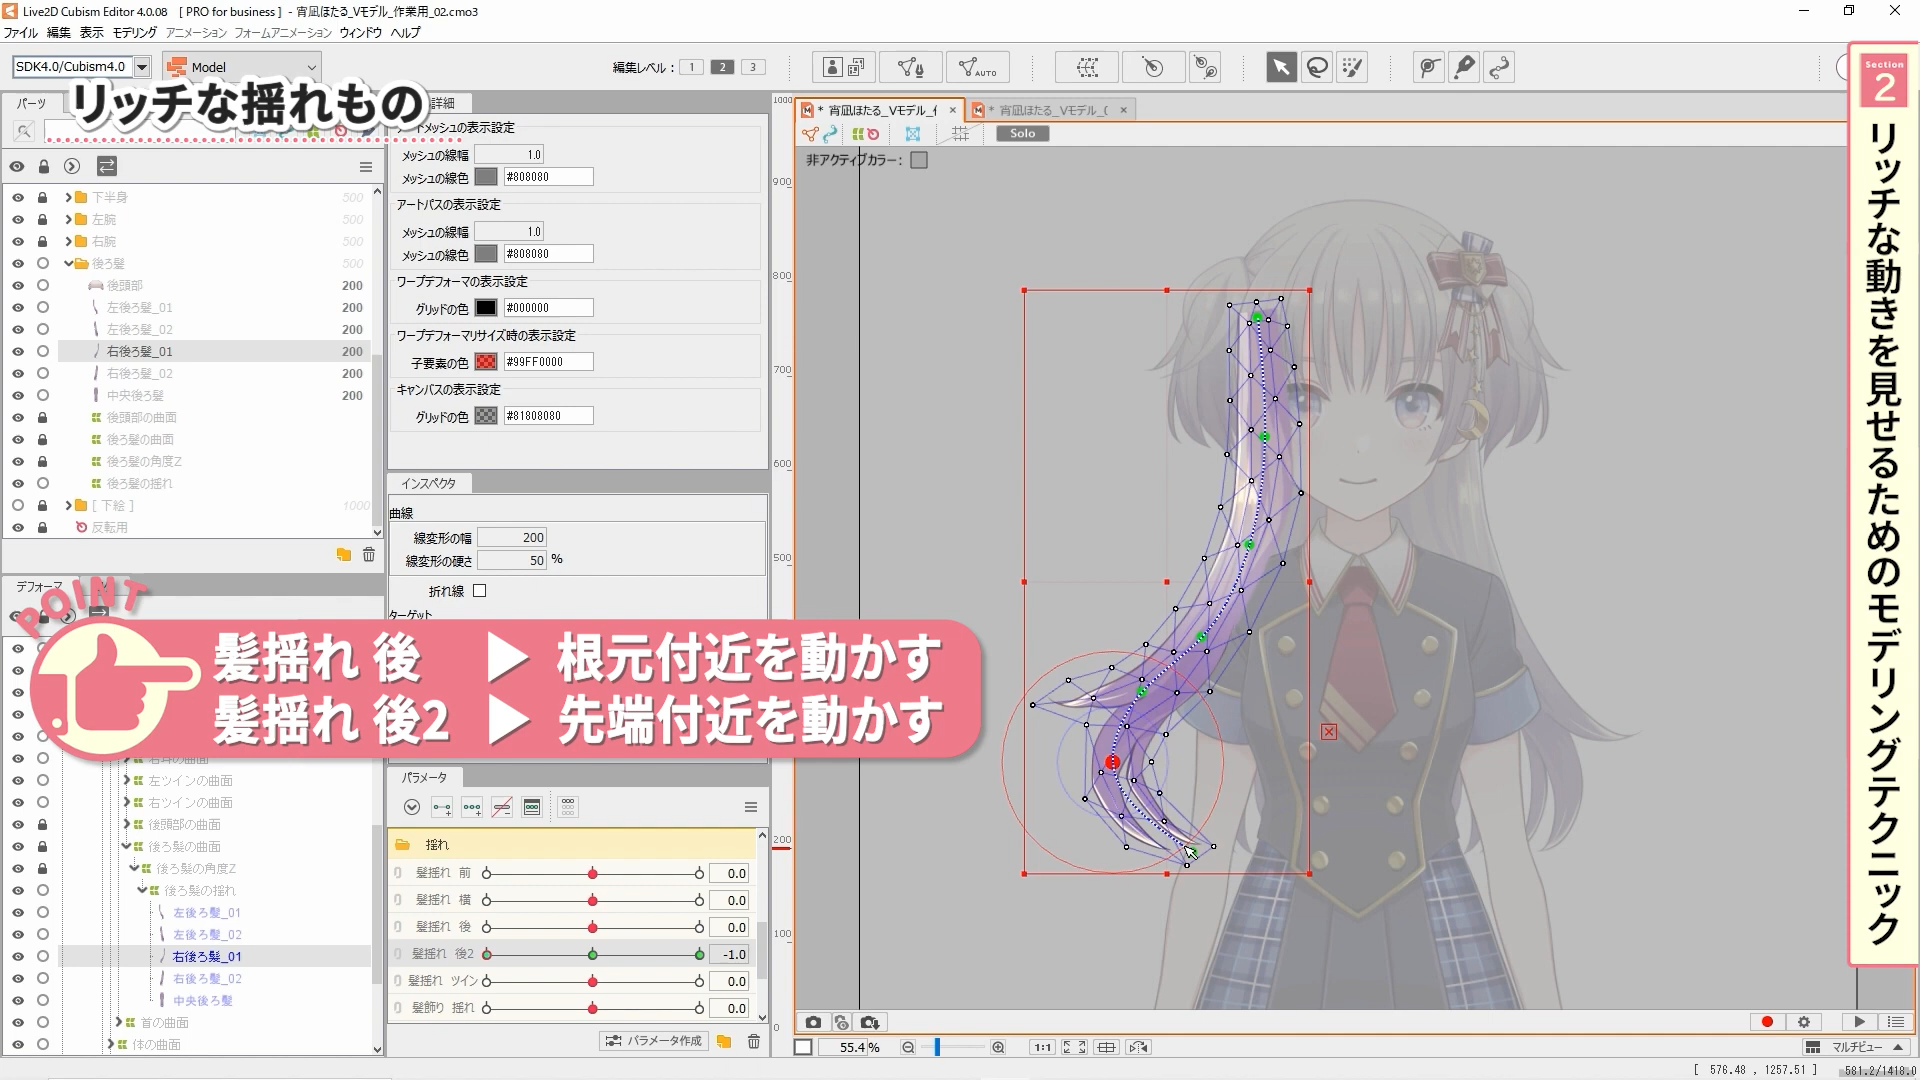 Live2D Cubism Editor 4.0.08 [ PRO for business ] - 宵凪ほたる_Vモデル_作業用_02.cmo3
ファイル 編集 表示 モデリング アニメーション フォームアニメーション ウィンドウ ヘルプ
SDK4.0/Cubism4.0 Model 編集レベル : 1 2 3 AUTO
リッチな揺れもの
パーツ
下半身 500
左腕 500
右腕 500
後ろ髪 500
後頭部 200
左後ろ髪_01 200
左後ろ髪_02 200
右後ろ髪_01 200
右後ろ髪_02 200
中央後ろ髪 200
後頭部の曲面
後ろ髪の曲面
後ろ髪の角度Z
後ろ髪の揺れ
[ 下絵 ] 1000
反転用
詳細
メッシュの表示設定
メッシュの線幅 1.0
メッシュの線色 #808080
アートパスの表示設定
メッシュの線幅 1.0
メッシュの線色 #808080
ワープデフォーマの表示設定
グリッドの色 #000000
ワープデフォーマリサイズ時の表示設定
子要素の色 #99FF0000
キャンバスの表示設定
グリッドの色 #81808080
インスペクタ
曲線
線変形の幅 200
線変形の硬さ 50 %
折れ線
ターゲット
デフォーマ
POINT
髪揺れ 後 ▶ 根元付近を動かす
髪揺れ 後2 ▶ 先端付近を動かす
左ツインの曲面
右ツインの曲面
後頭部の曲面
後ろ髪の曲面
後ろ髪の角度Z
後ろ髪の揺れ
左後ろ髪_01
左後ろ髪_02
右後ろ髪_01
右後ろ髪_02
中央後ろ髪
首の曲面
体の曲面
パラメータ
揺れ
髪揺れ 前 0.0
髪揺れ 横 0.0
髪揺れ 後 0.0
髪揺れ 後2 -1.0
髪揺れ ツイン 0.0
髪飾り 揺れ 0.0
パラメータ作成
* 宵凪ほたる_Vモデル_ ×
* 宵凪ほたる_Vモデル_( ×
Solo
非アクティブカラー :
1000
900
800
700
600
500
200
100
0
55.4 %
1:1
マルチビュー
[ 576.48 , 1257.51 ] 581.2/1418.0
Section
2
リッチな動きを見せるためのモデリングテクニック